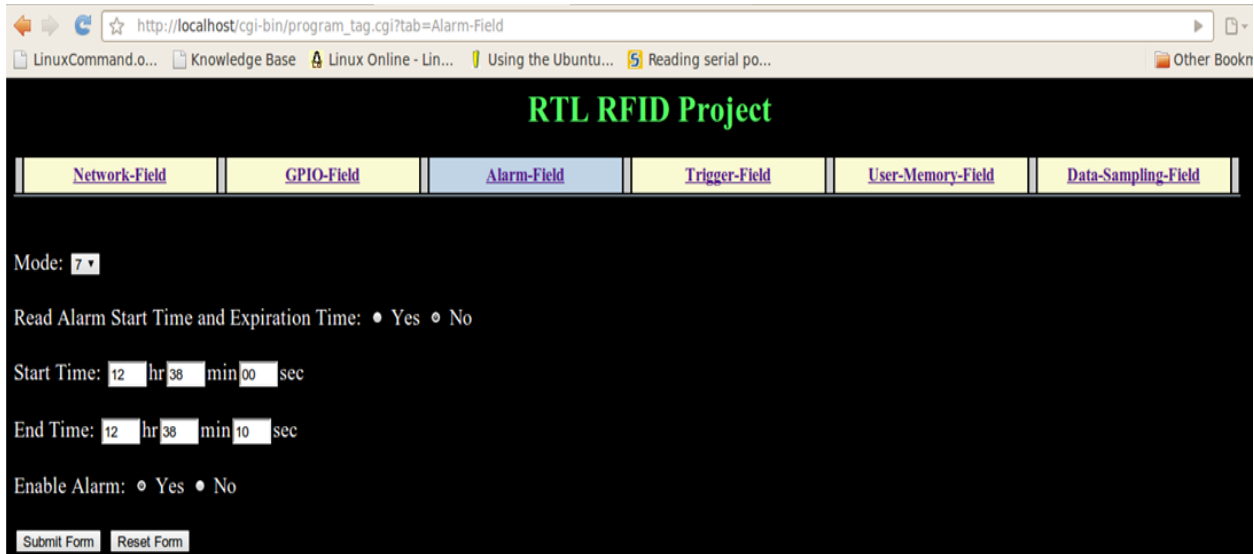 http://localhost/cgi-bin/program_tag.cgi?tab=Alarm-Field
LinuxCommand.o... Knowledge Base Linux Online - Lin... Using the Ubuntu... Reading serial po... Other Bookm
RTL RFID Project
Network-Field GPIO-Field Alarm-Field Trigger-Field User-Memory-Field Data-Sampling-Field
Mode: 7
Read Alarm Start Time and Expiration Time: Yes No
Start Time: 12 hr 38 min 00 sec
End Time: 12 hr 38 min 10 sec
Enable Alarm: Yes No
Submit Form Reset Form